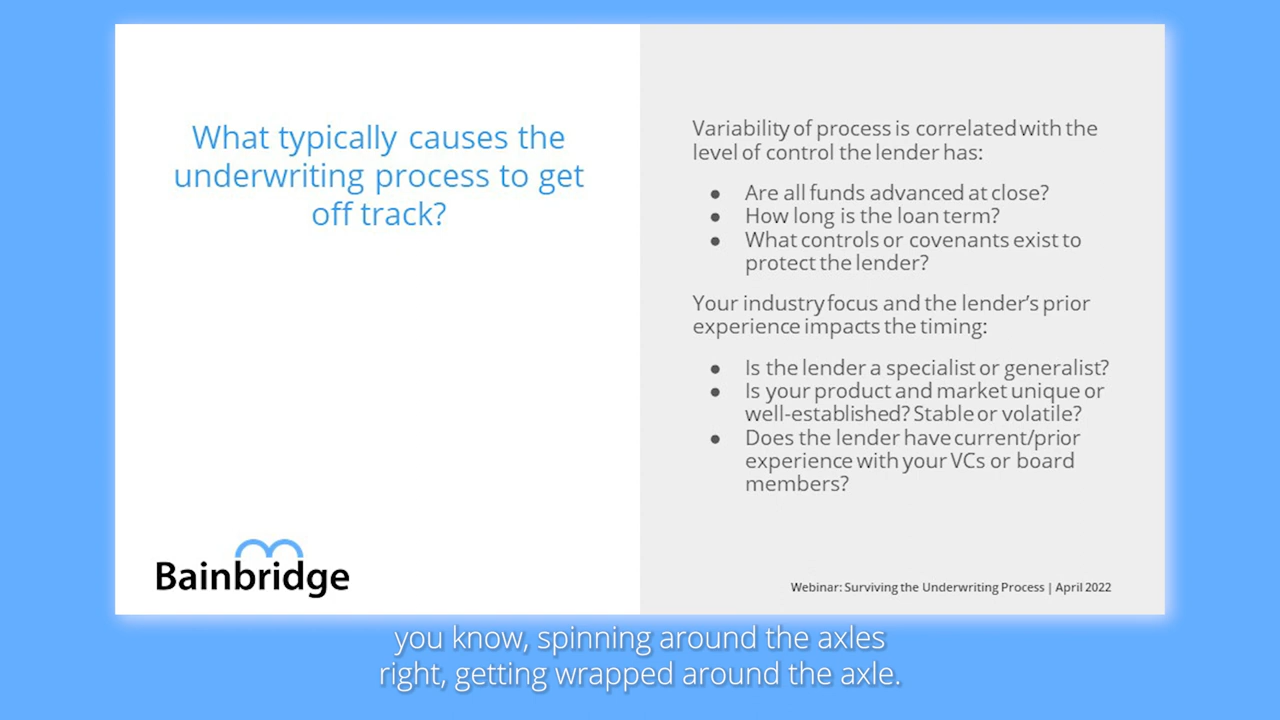 What typically causes the
underwriting process to get
off track?
Variability of process is correlated with the
level of control the lender has:
● Are all funds advanced at close?
● How long is the loan term?
● What controls or covenants exist to
protect the lender?
Your industry focus and the lender’s prior
experience impacts the timing:
● Is the lender a specialist or generalist?
● Is your product and market unique or
well-established? Stable or volatile?
● Does the lender have current/prior
experience with your VCs or board
members?
Bainbridge
Webinar: Surviving the Underwriting Process | April 2022
you know, spinning around the axles
right, getting wrapped around the axle.